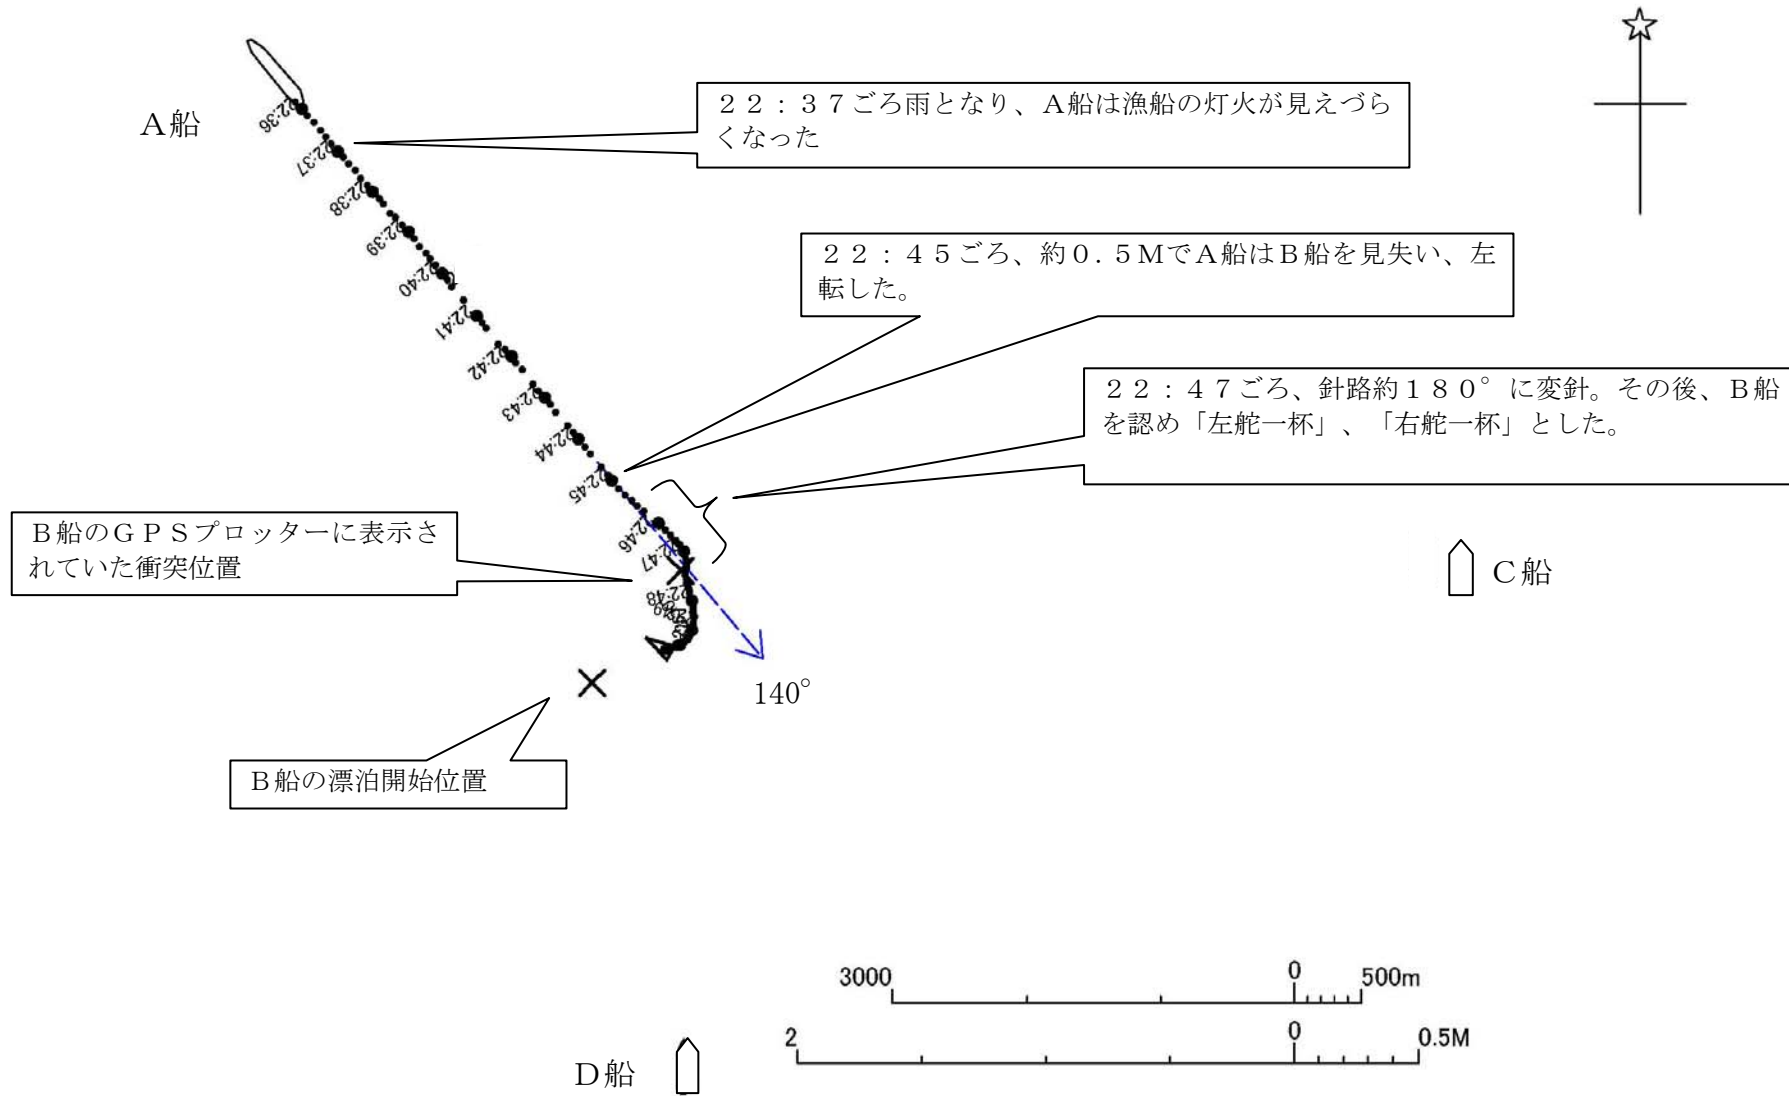 A船
22:36
22:37
22:38
22:39
22:40
22:41
22:42
22:43
22:44
22:45
22:46
22:47
22:48
22：37ごろ雨となり、A船は漁船の灯火が見えづら
くなった
22：45ごろ、約0.5MでA船はB船を見失い、左
転した。
22：47ごろ、針路約180°に変針。その後、B船
を認め「左舵一杯」、「右舵一杯」とした。
B船のGPSプロッターに表示さ
れていた衝突位置
C船
140°
B船の漂泊開始位置
3000 0 500m
2 0 0.5M
D船